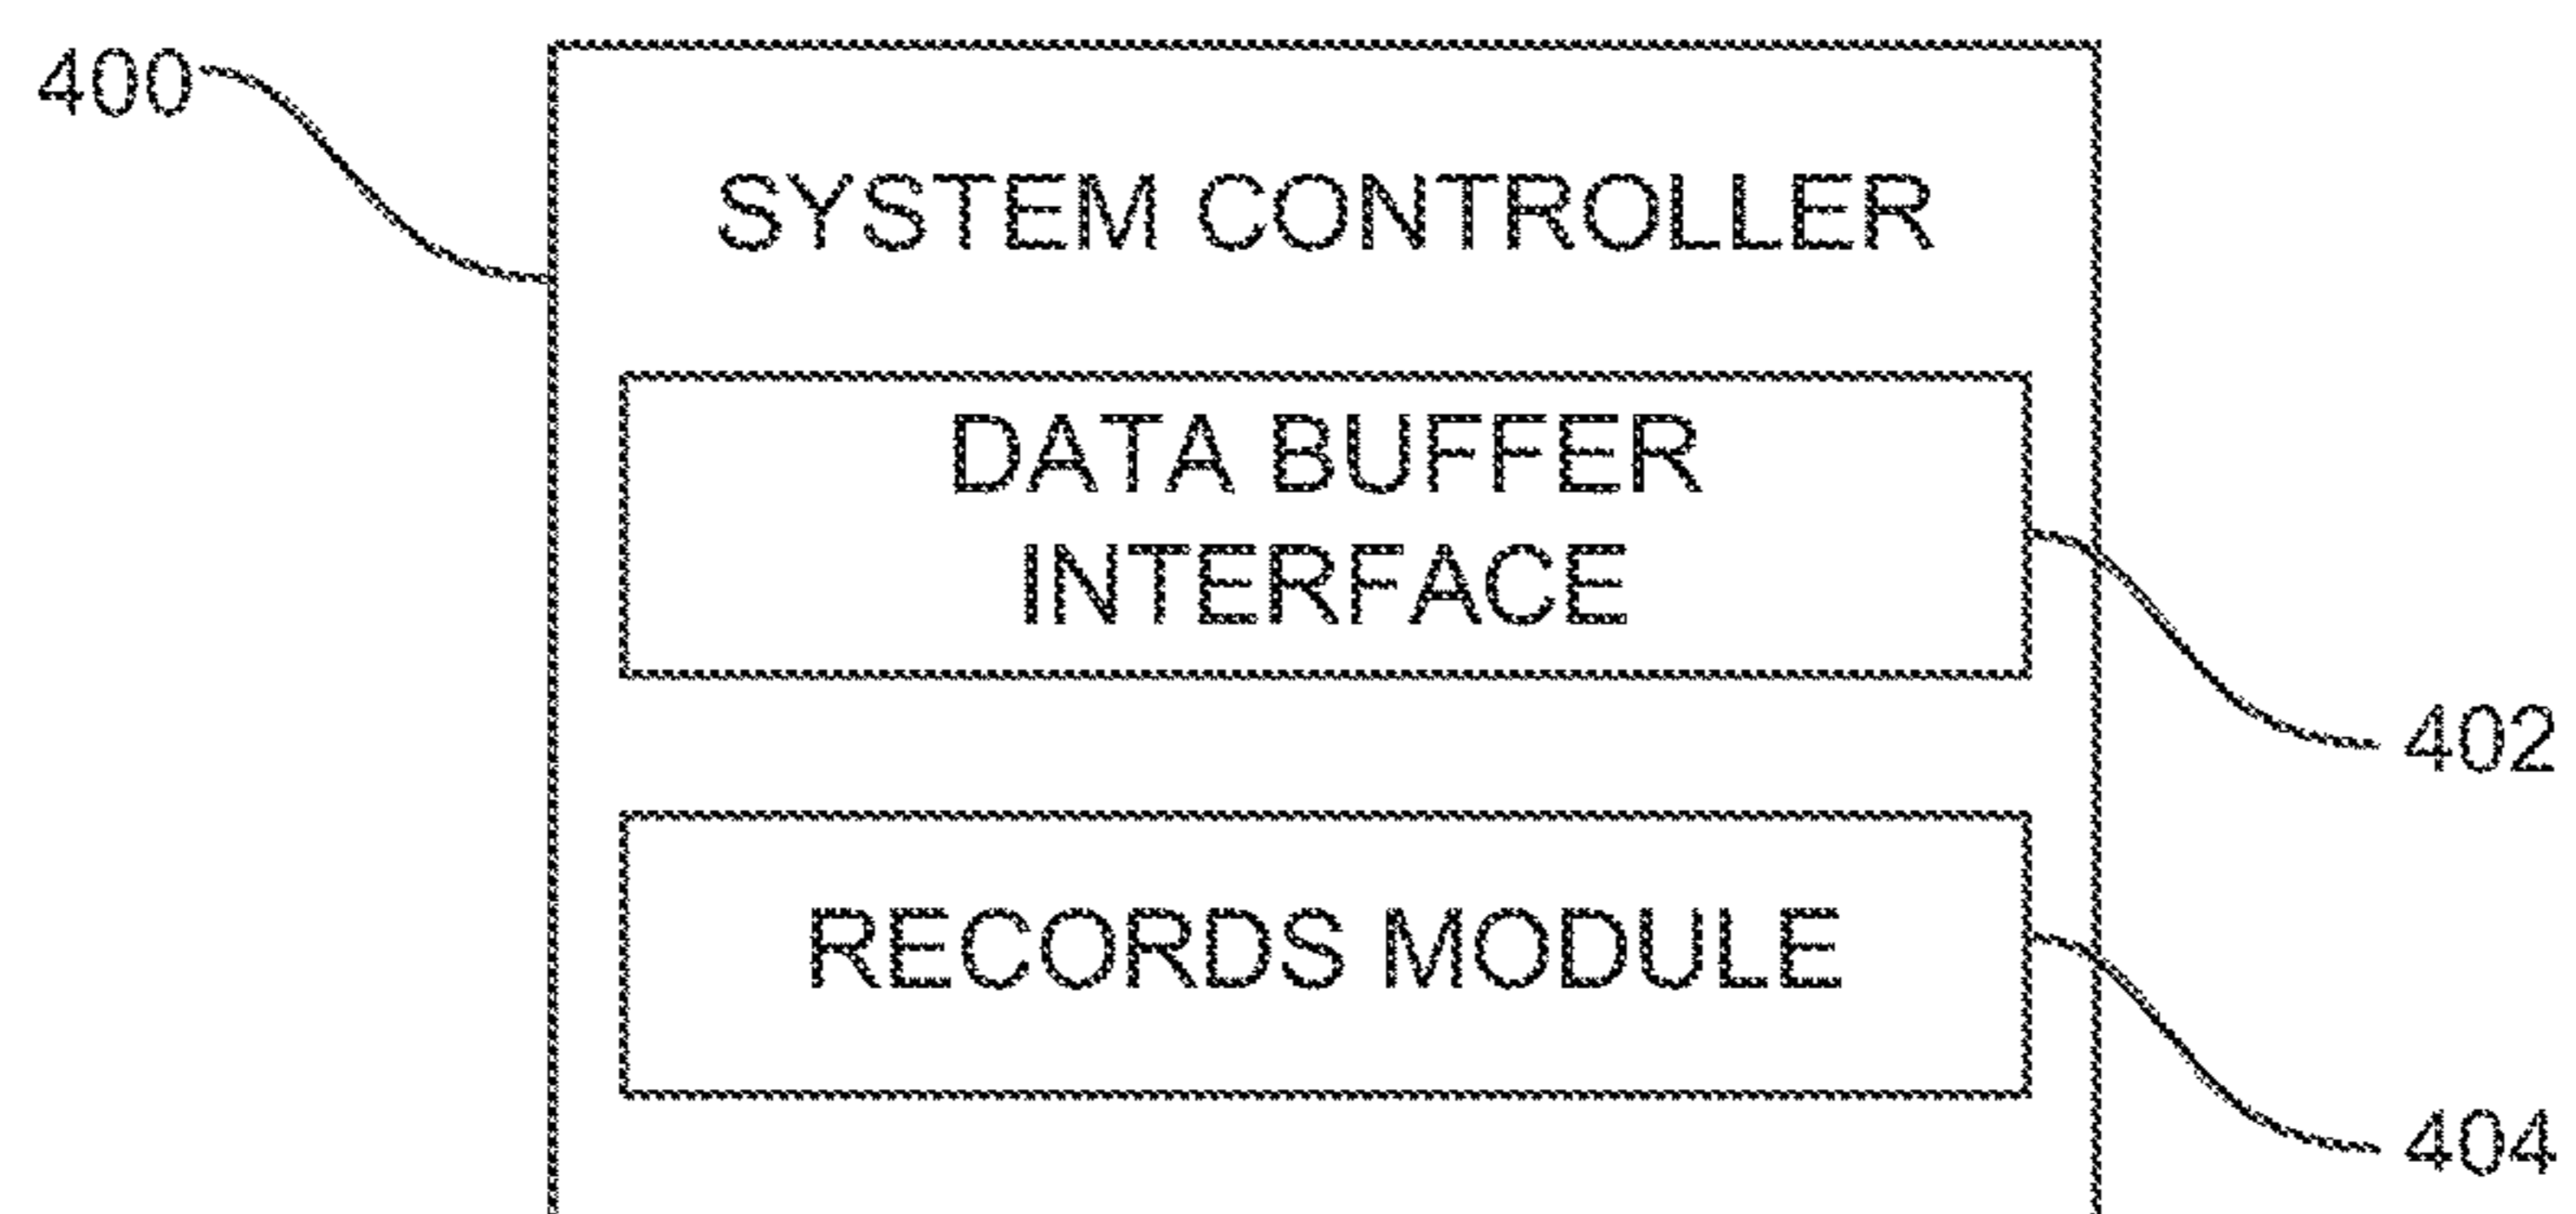 400
SYSTEM CONTROLLER
DATA BUFFER
INTERFACE
402
RECORDS MODULE
404